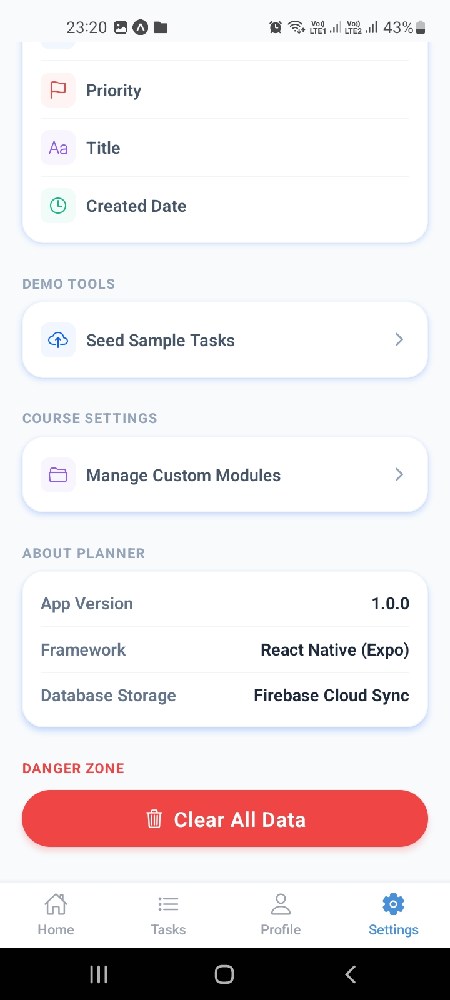 23:20 Vo)) LTE1 Vo)) LTE2 43%
Priority
Aa Title
Created Date
DEMO TOOLS
Seed Sample Tasks
COURSE SETTINGS
Manage Custom Modules
ABOUT PLANNER
App Version 1.0.0
Framework React Native (Expo)
Database Storage Firebase Cloud Sync
DANGER ZONE
Clear All Data
Home Tasks Profile Settings